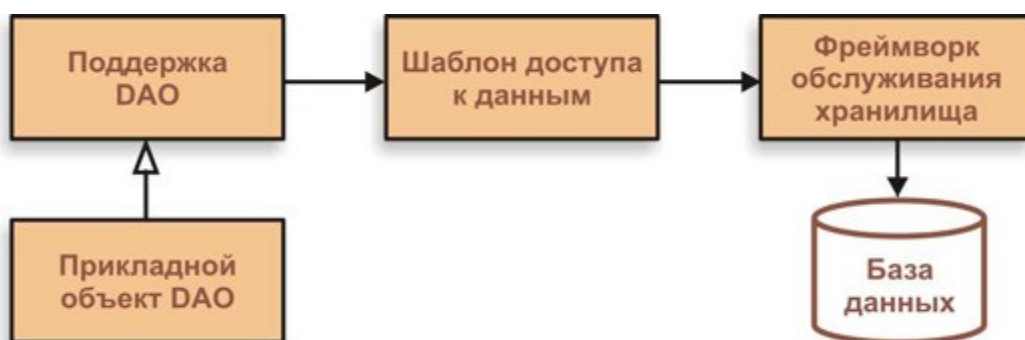 Поддержка
DAO
Шаблон доступа
к данным
Фреймворк
обслуживания
хранилища
Прикладной
объект DAO
База
данных